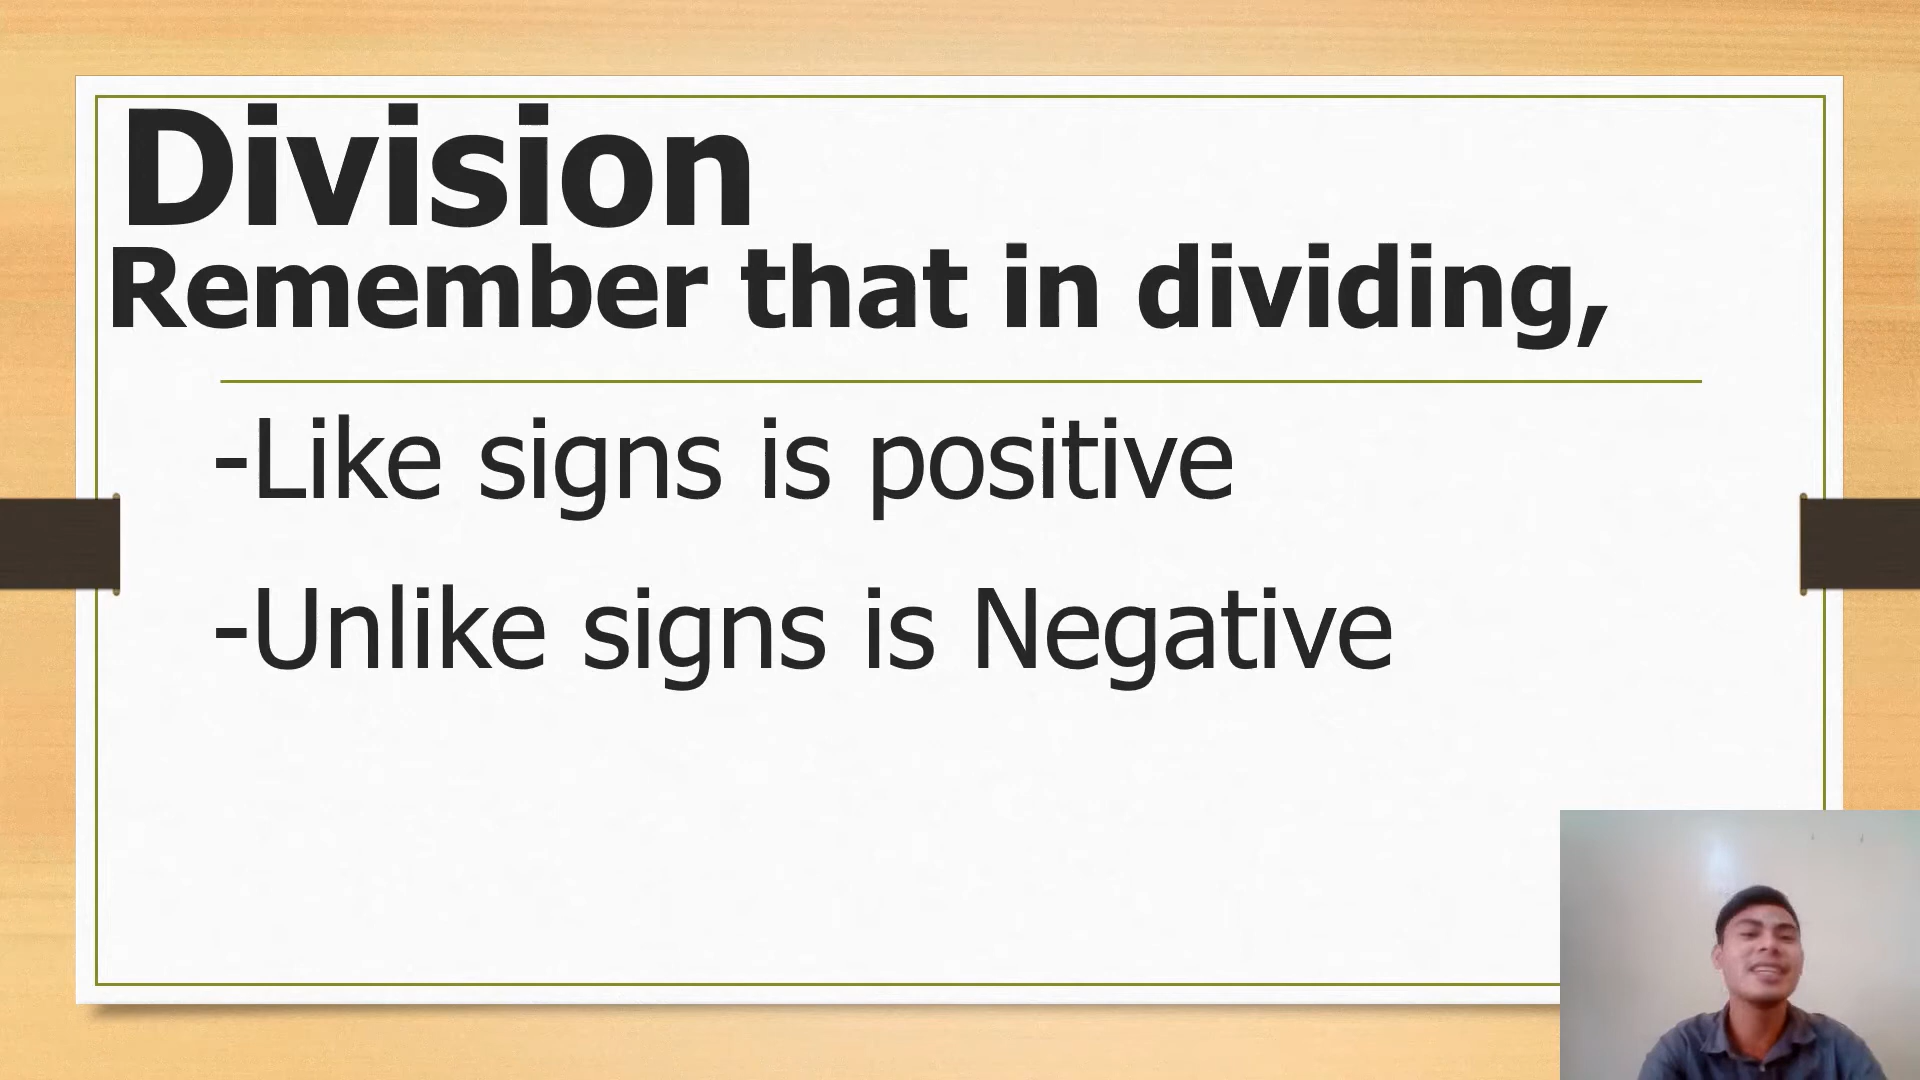 Division
Remember that in dividing,
-Like signs is positive
-Unlike signs is Negative